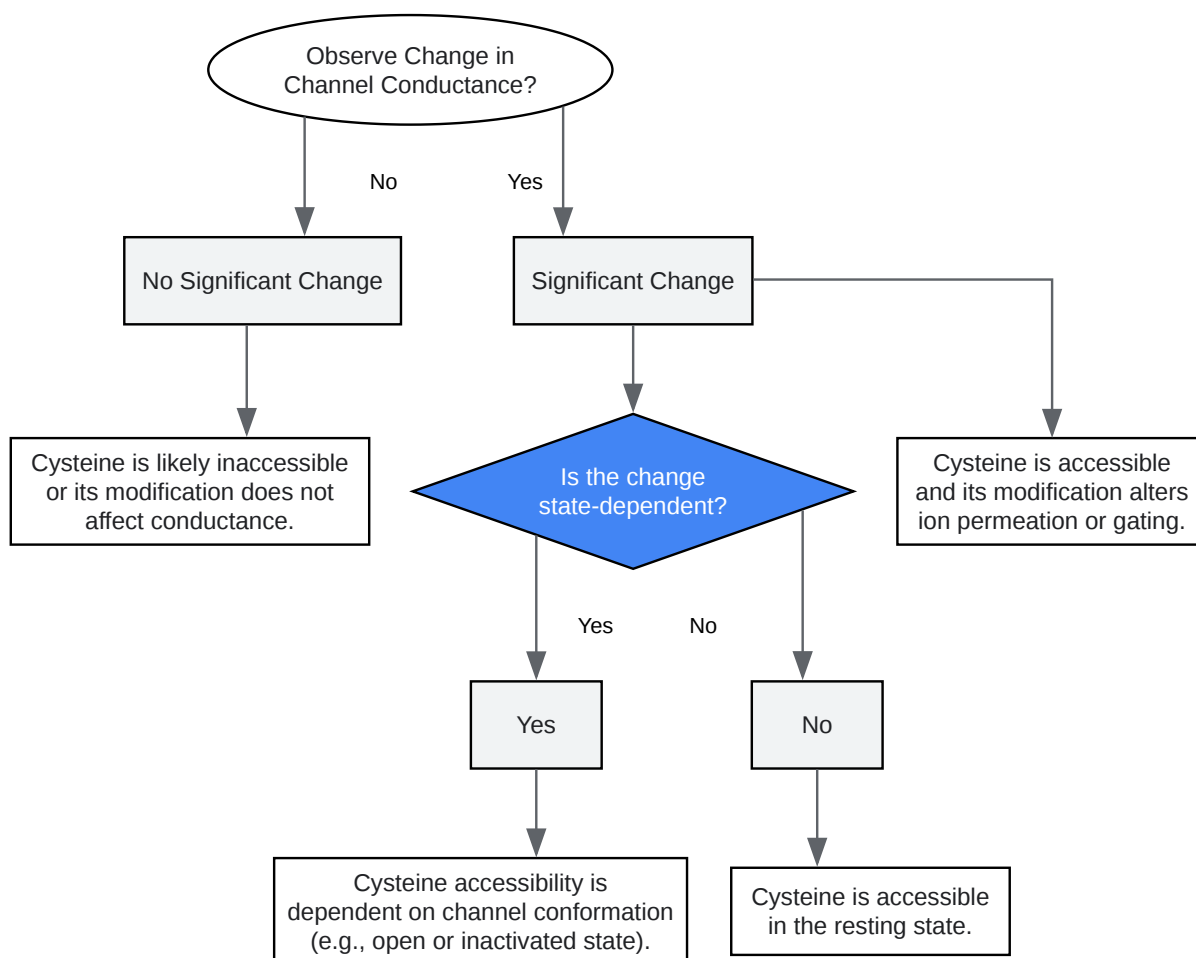 Observe Change in
Channel Conductance?
No
Yes
No Significant Change
Significant Change
Cysteine is likely inaccessible
or its modification does not
affect conductance.
Is the change
state-dependent?
Cysteine is accessible
and its modification alters
ion permeation or gating.
Yes
No
Yes
No
Cysteine accessibility is
dependent on channel conformation
(e.g., open or inactivated state).
Cysteine is accessible
in the resting state.